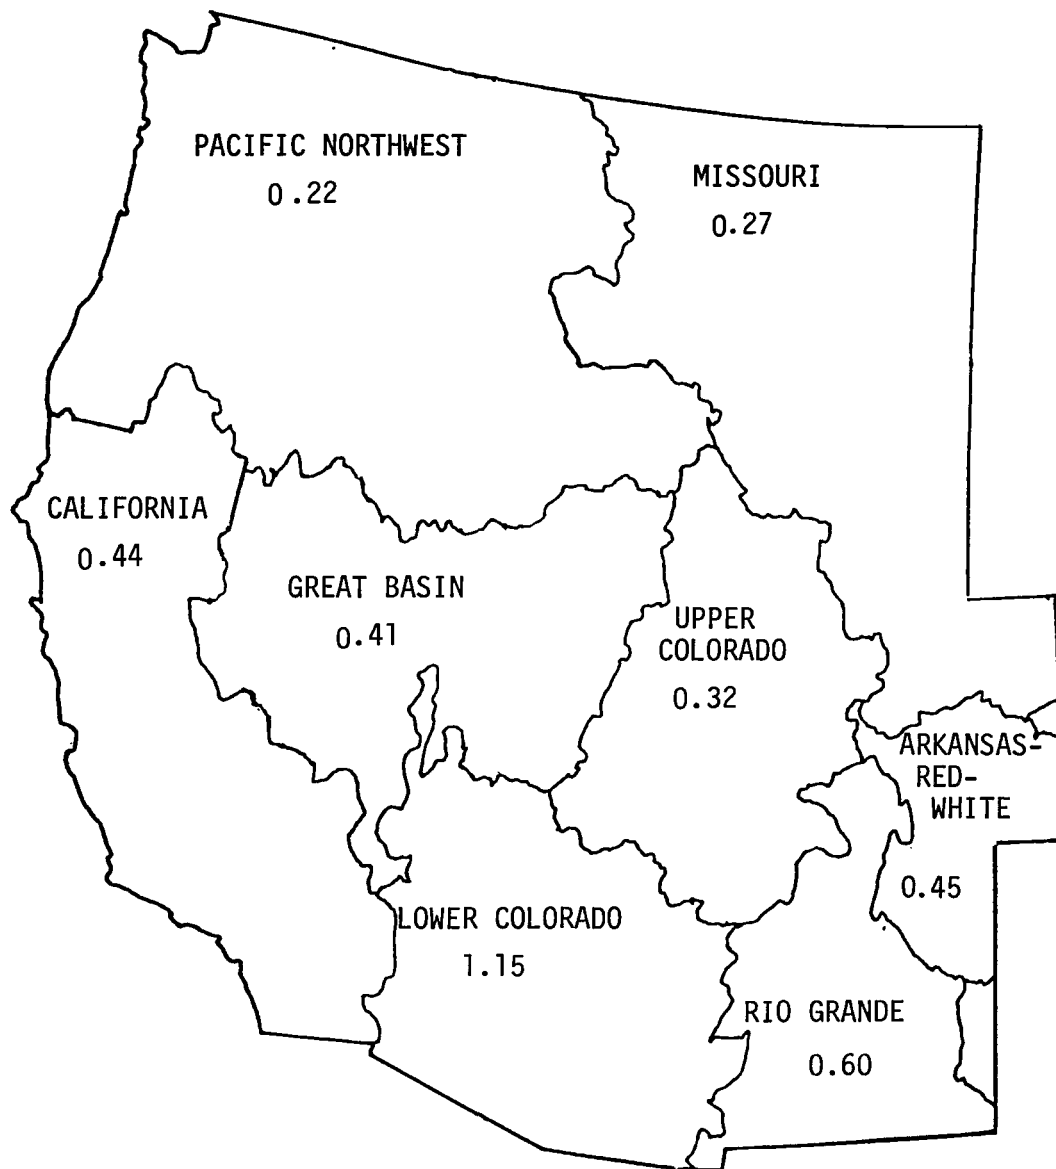 PACIFIC NORTHWEST
0.22
MISSOURI
0.27
CALIFORNIA
0.44
GREAT BASIN
0.41
UPPER
COLORADO
0.32
ARKANSAS-
RED-
WHITE
0.45
LOWER COLORADO
1.15
RIO GRANDE
0.60